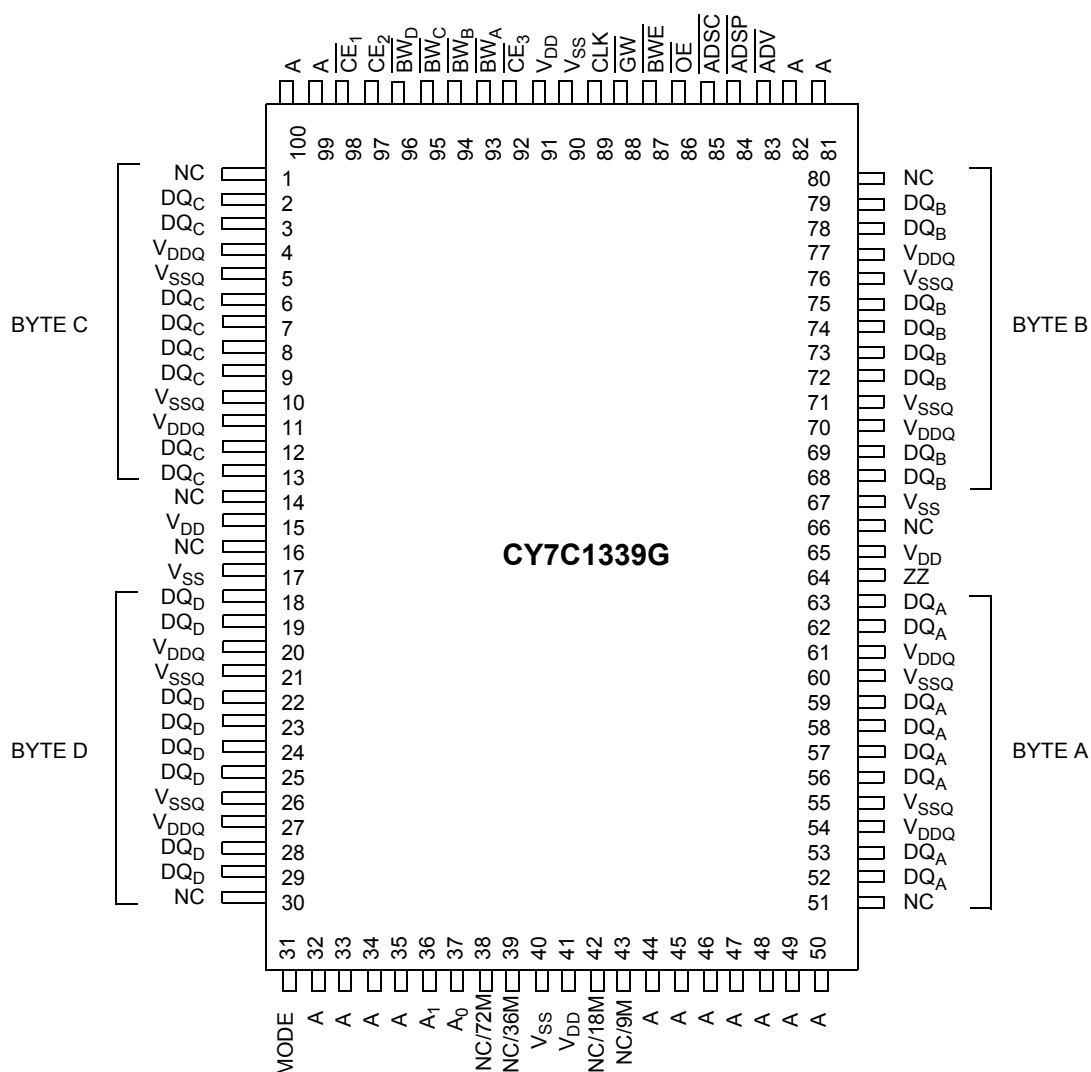 A A CE1 CE2 BWD BWC BWB BWA CE3 VDD VSS CLK GW BWE OE ADSC ADSP ADV A A
100 99 98 97 96 95 94 93 92 91 90 89 88 87 86 85 84 83 82 81
NC 1 80 NC
DQC 2 79 DQB
DQC 3 78 DQB
VDDQ 4 77 VDDQ
VSSQ 5 76 VSSQ
DQC 6 75 DQB
BYTE C DQC 7 74 DQB BYTE B
DQC 8 73 DQB
DQC 9 72 DQB
VSSQ 10 71 VSSQ
VDDQ 11 70 VDDQ
DQC 12 69 DQB
DQC 13 68 DQB
NC 14 67 VSS
VDD 15 66 NC
CY7C1339G
NC 16 65 VDD
VSS 17 64 ZZ
DQD 18 63 DQA
DQD 19 62 DQA
VDDQ 20 61 VDDQ
VSSQ 21 60 VSSQ
DQD 22 59 DQA
DQD 23 58 DQA
BYTE D DQD 24 57 DQA BYTE A
DQD 25 56 DQA
VSSQ 26 55 VSSQ
VDDQ 27 54 VDDQ
DQD 28 53 DQA
DQD 29 52 DQA
NC 30 51 NC
31 32 33 34 35 36 37 38 39 40 41 42 43 44 45 46 47 48 49 50
MODE A A A A A1 A0 NC/72M NC/36M VSS VDD NC/18M NC/9M A A A A A A A